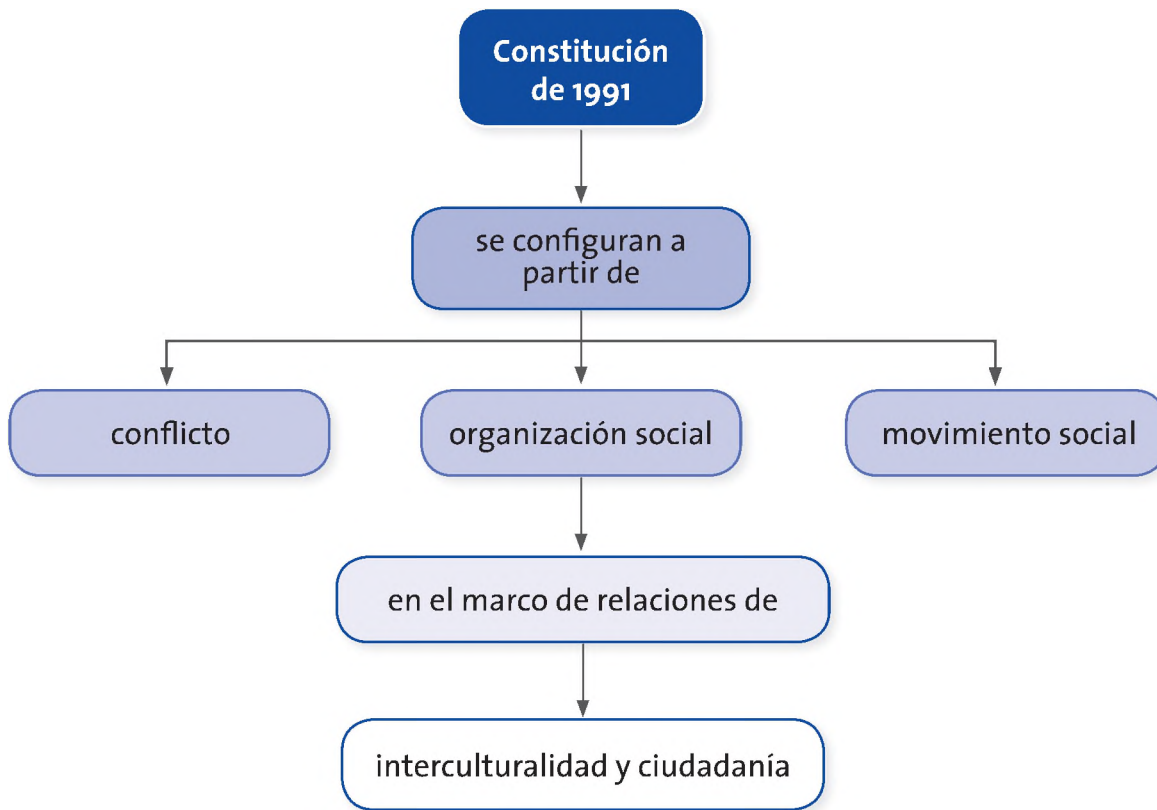 Constitución
de 1991
se configuran a
partir de
conflicto
organización social
movimiento social
en el marco de relaciones de
interculturalidad y ciudadanía